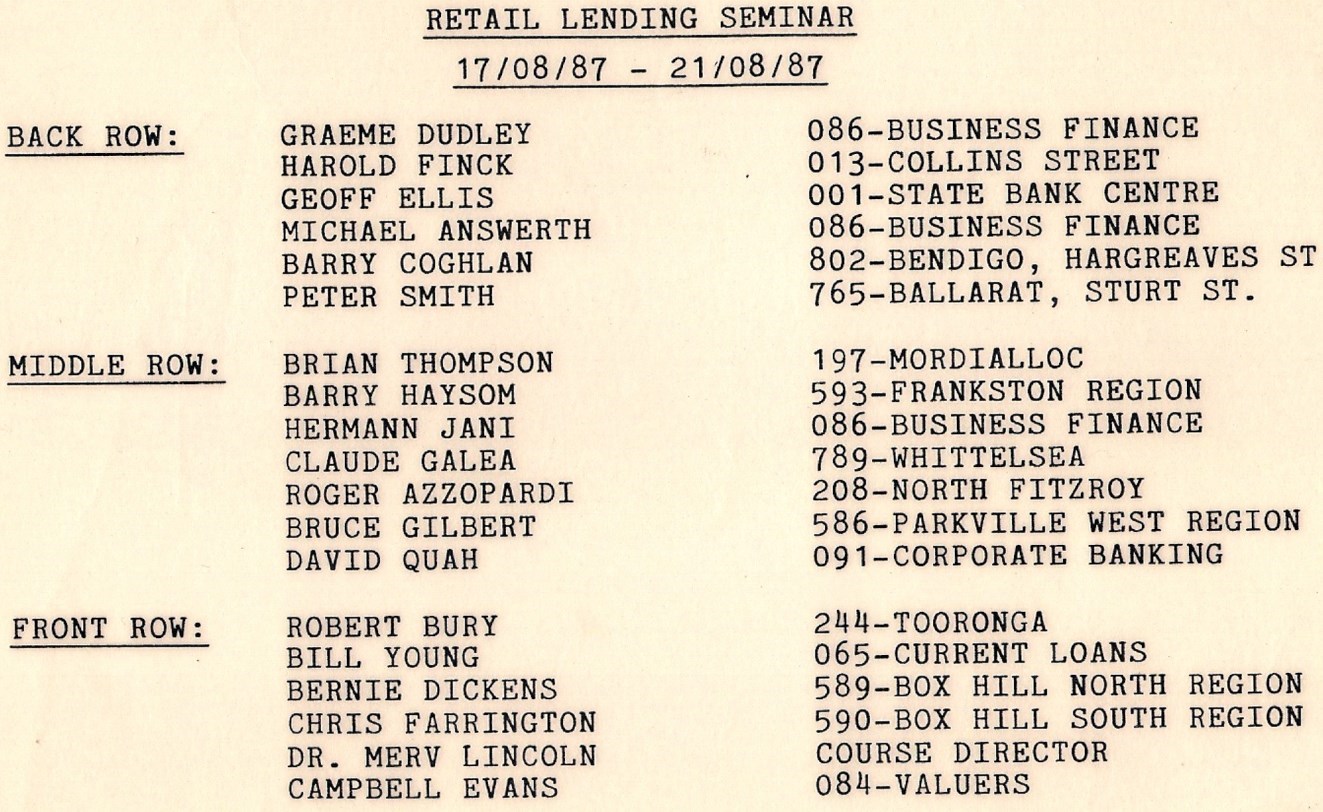 RETAIL LENDING SEMINAR
17/08/87 - 21/08/87
BACK ROW: GRAEME DUDLEY 086-BUSINESS FINANCE
HAROLD FINCK 013-COLLINS STREET
GEOFF ELLIS 001-STATE BANK CENTRE
MICHAEL ANSWERTH 086-BUSINESS FINANCE
BARRY COGHLAN 802-BENDIGO, HARGREAVES ST
PETER SMITH 765-BALLARAT, STURT ST.
MIDDLE ROW: BRIAN THOMPSON 197-MORDIALLOC
BARRY HAYSOM 593-FRANKSTON REGION
HERMANN JANI 086-BUSINESS FINANCE
CLAUDE GALEA 789-WHITTELSEA
ROGER AZZOPARDI 208-NORTH FITZROY
BRUCE GILBERT 586-PARKVILLE WEST REGION
DAVID QUAH 091-CORPORATE BANKING
FRONT ROW: ROBERT BURY 244-TOORONGA
BILL YOUNG 065-CURRENT LOANS
BERNIE DICKENS 589-BOX HILL NORTH REGION
CHRIS FARRINGTON 590-BOX HILL SOUTH REGION
DR. MERV LINCOLN COURSE DIRECTOR
CAMPBELL EVANS 084-VALUERS